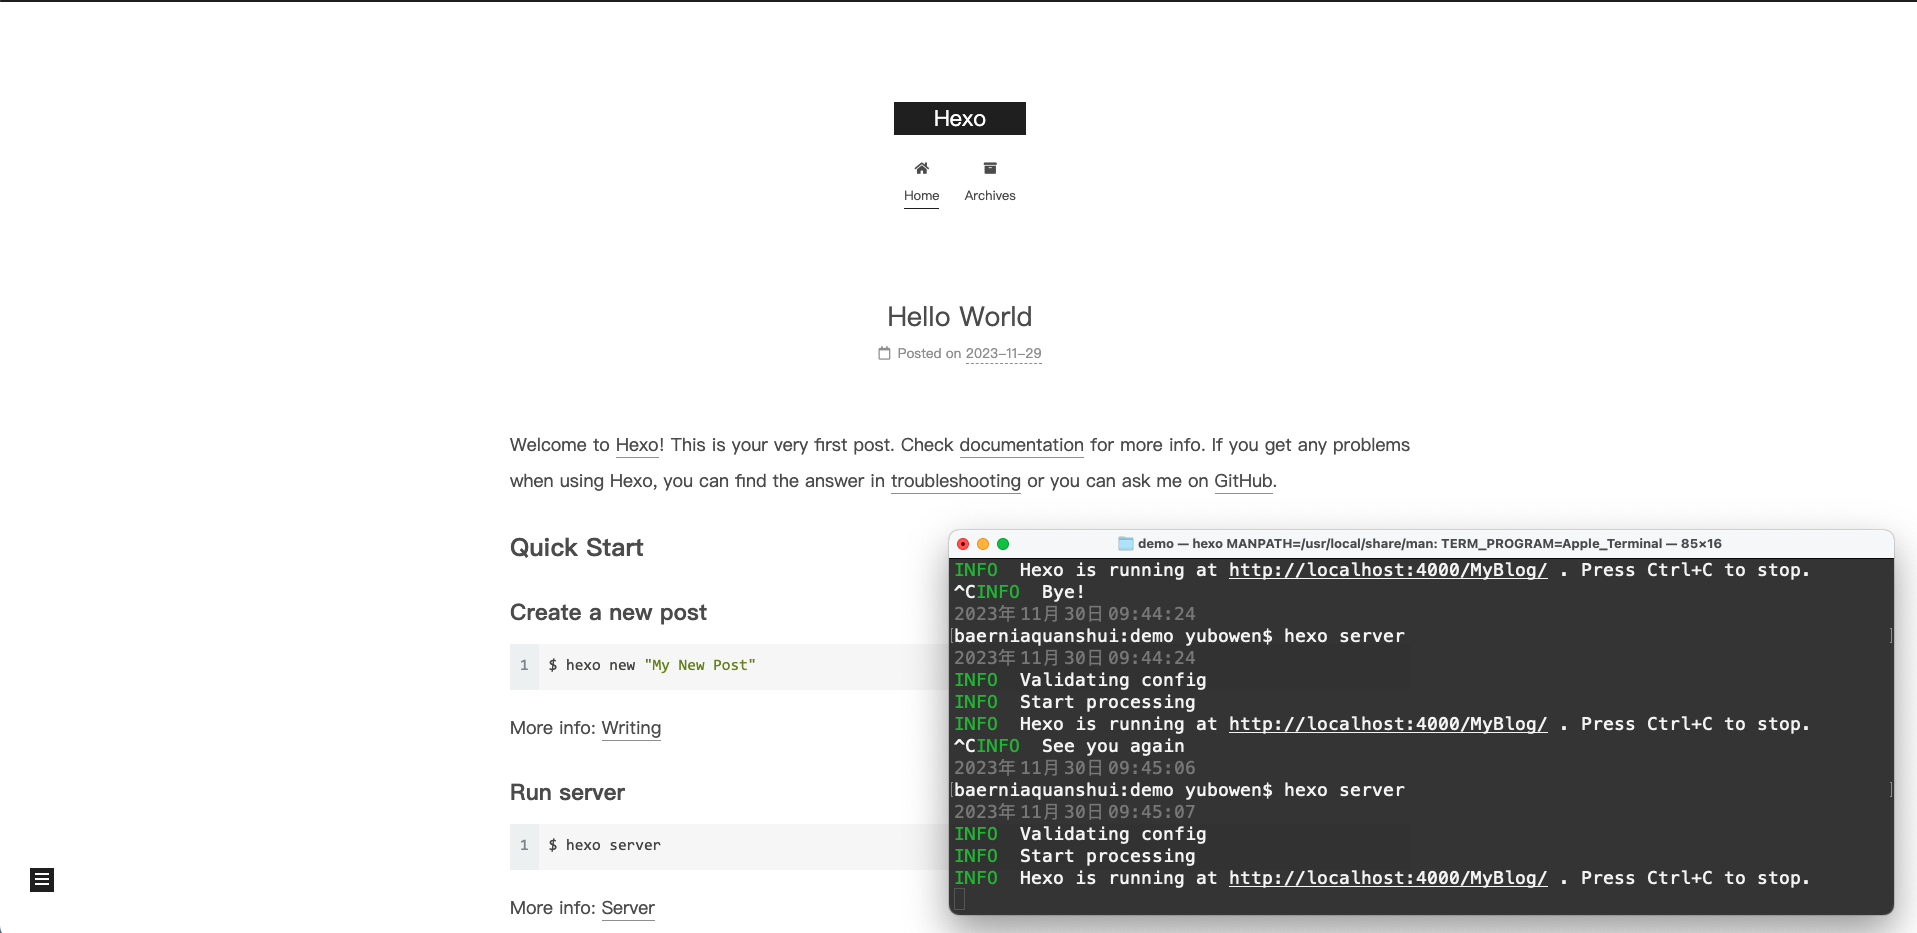 Hexo
Home Archives
Hello World
Posted on 2023-11-29
Welcome to Hexo! This is your very first post. Check documentation for more info. If you get any problems
when using Hexo, you can find the answer in troubleshooting or you can ask me on GitHub.
Quick Start
Create a new post
1 $ hexo new "My New Post"
More info: Writing
Run server
1 $ hexo server
More info: Server
demo — hexo MANPATH=/usr/local/share/man: TERM_PROGRAM=Apple_Terminal — 85×16
INFO  Hexo is running at http://localhost:4000/MyBlog/ . Press Ctrl+C to stop.
^CINFO  Bye!
2023年11月30日 09:44:24
[baerniaquanshui:demo yubowen$ hexo server ]
2023年11月30日 09:44:24
INFO  Validating config
INFO  Start processing
INFO  Hexo is running at http://localhost:4000/MyBlog/ . Press Ctrl+C to stop.
^CINFO  See you again
2023年11月30日 09:45:06
[baerniaquanshui:demo yubowen$ hexo server ]
2023年11月30日 09:45:07
INFO  Validating config
INFO  Start processing
INFO  Hexo is running at http://localhost:4000/MyBlog/ . Press Ctrl+C to stop.